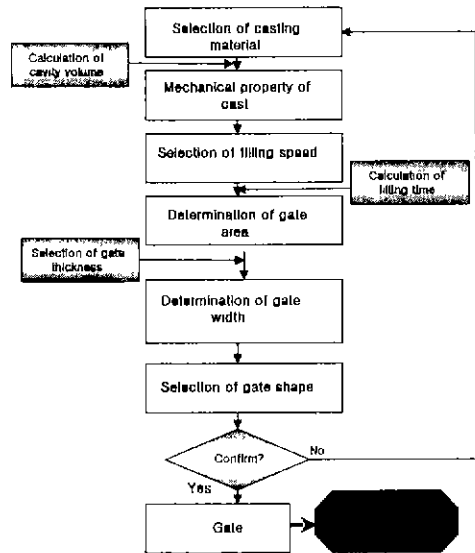 Selection of casting
material
Calculation of
cavity volume
Mechanical property of
cast
Selection of filling speed
Calculation of
filling time
Determination of gate
area
Selection of gate
thickness
Determination of gate
width
Selection of gate shape
Confirm?
No
Yes
Gate